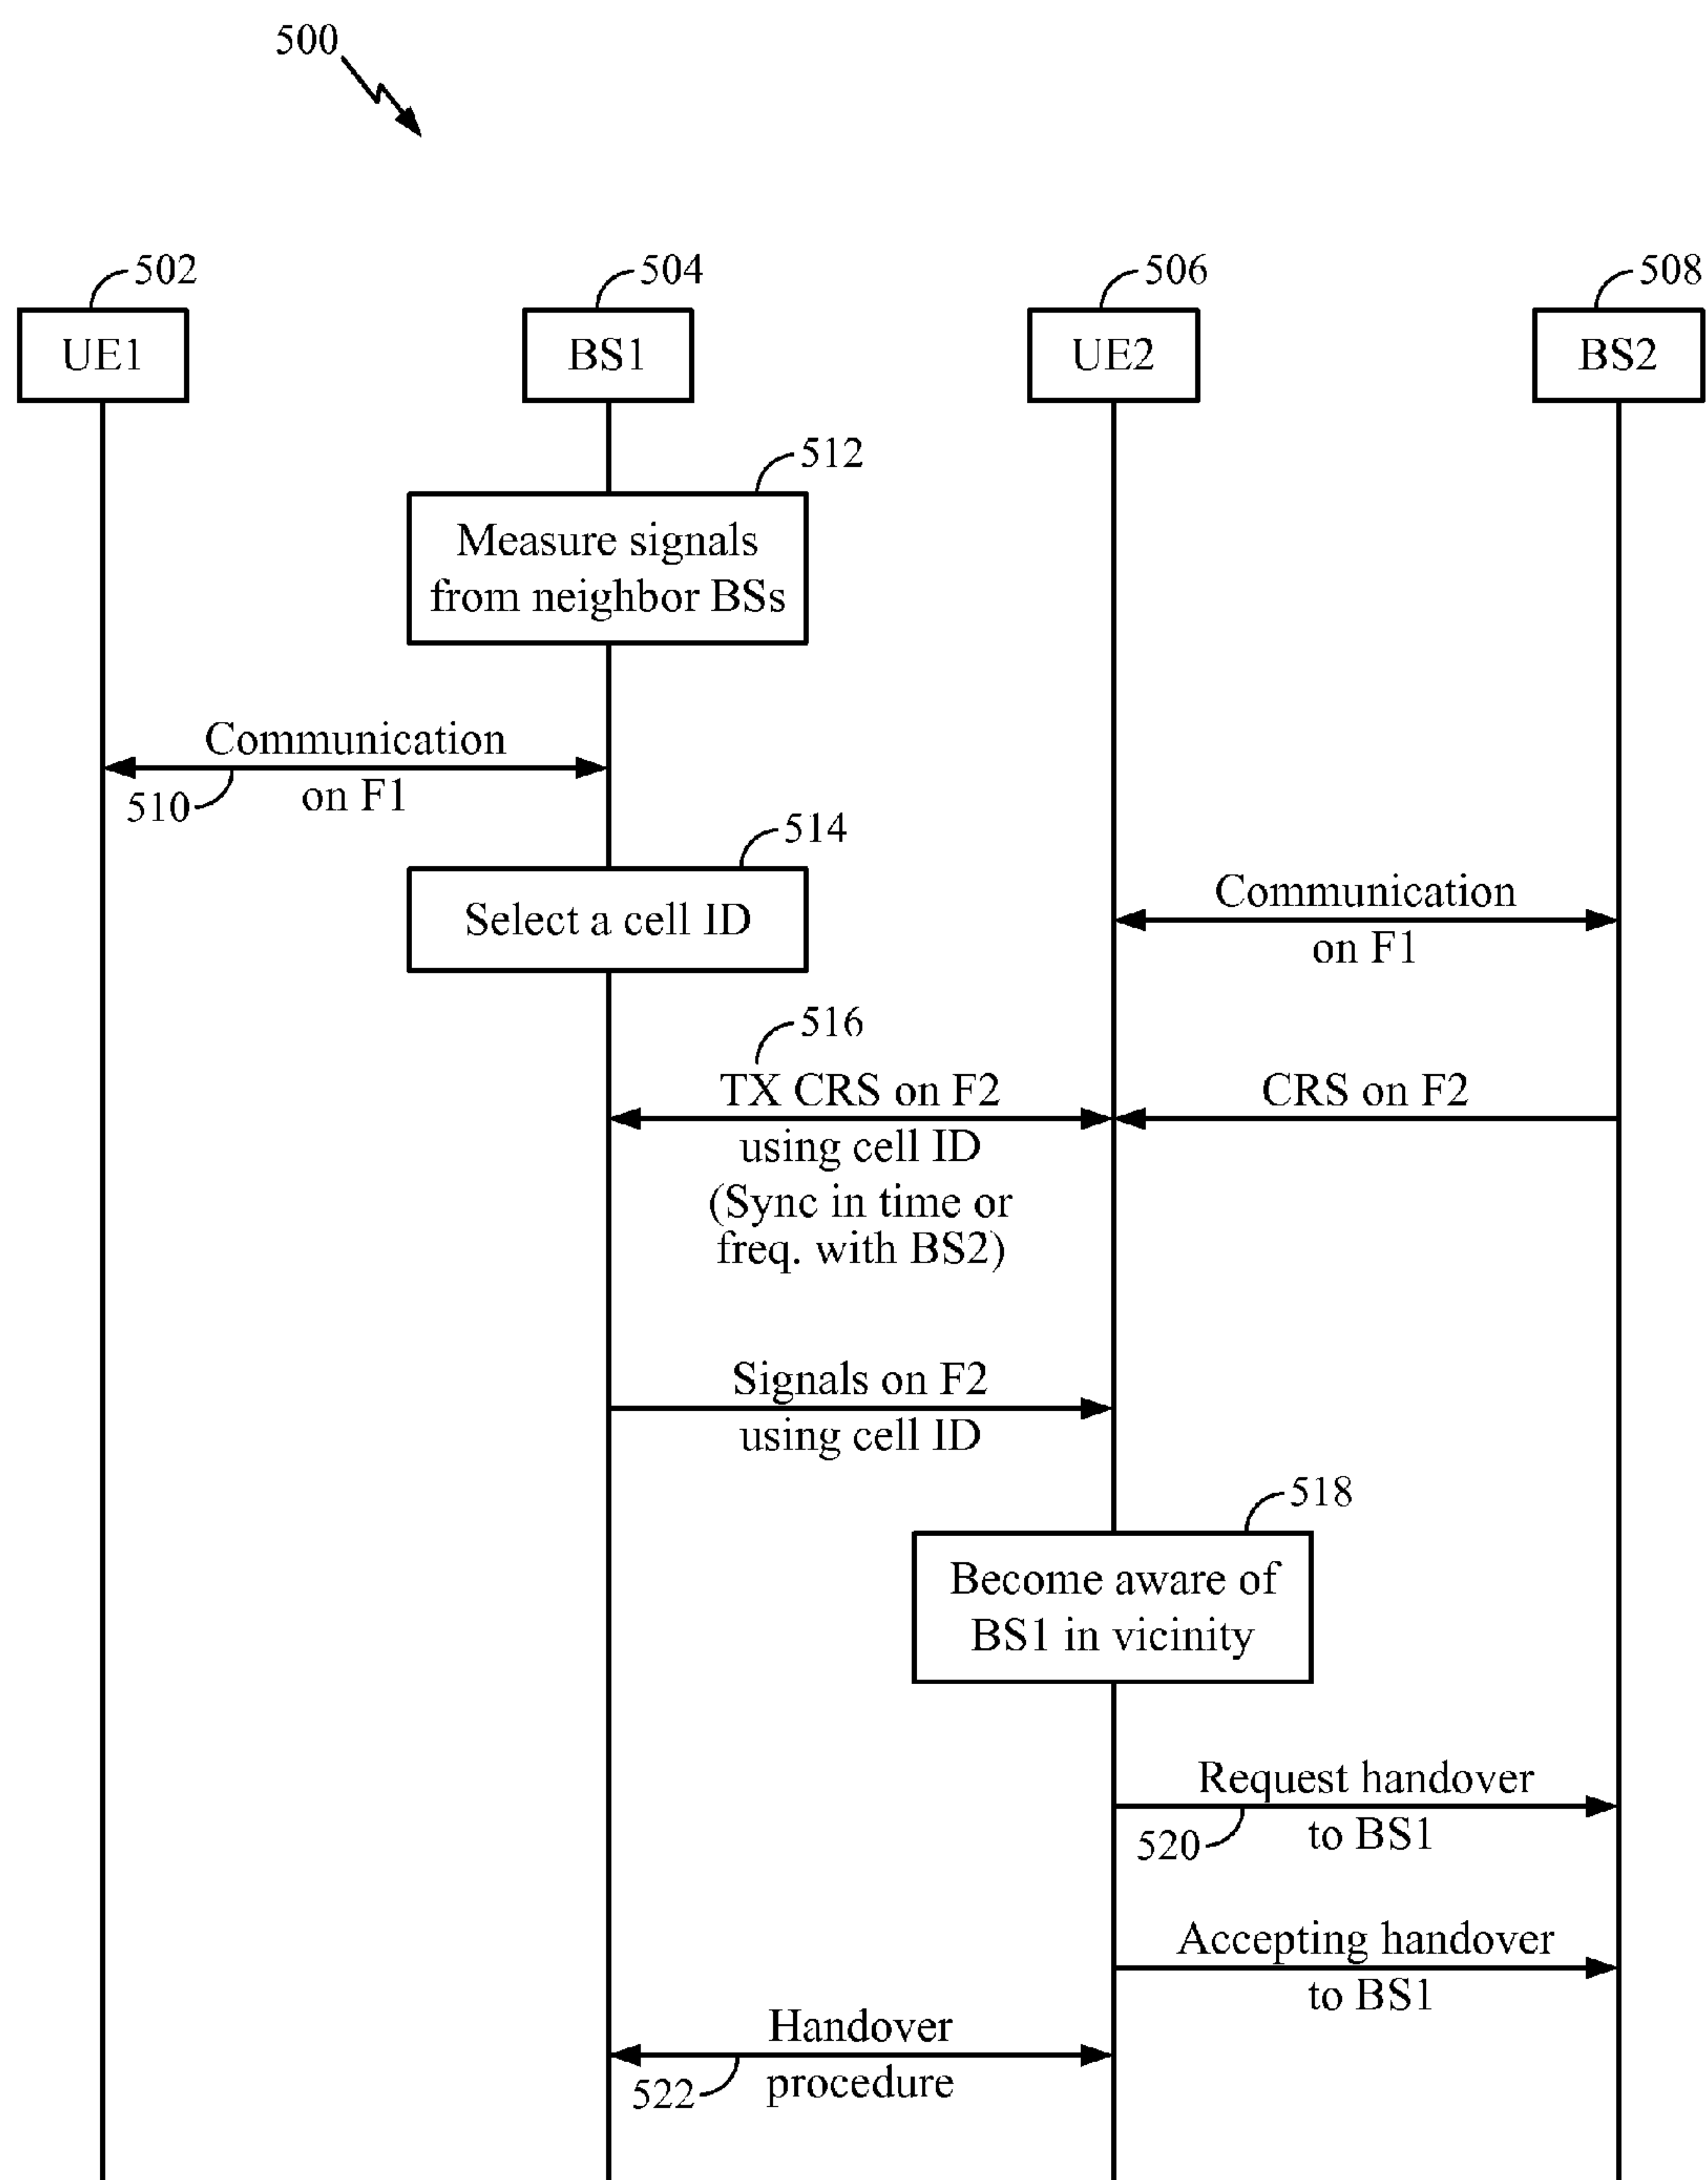 500
502
504
506
508
UE1
BS1
UE2
BS2
512
Measure signals
from neighbor BSs
Communication
on F1
510
514
Select a cell ID
Communication
on F1
516
TX CRS on F2
using cell ID
(Sync in time or
freq. with BS2)
CRS on F2
Signals on F2
using cell ID
518
Become aware of
BS1 in vicinity
Request handover
to BS1
520
Accepting handover
to BS1
Handover
procedure
522